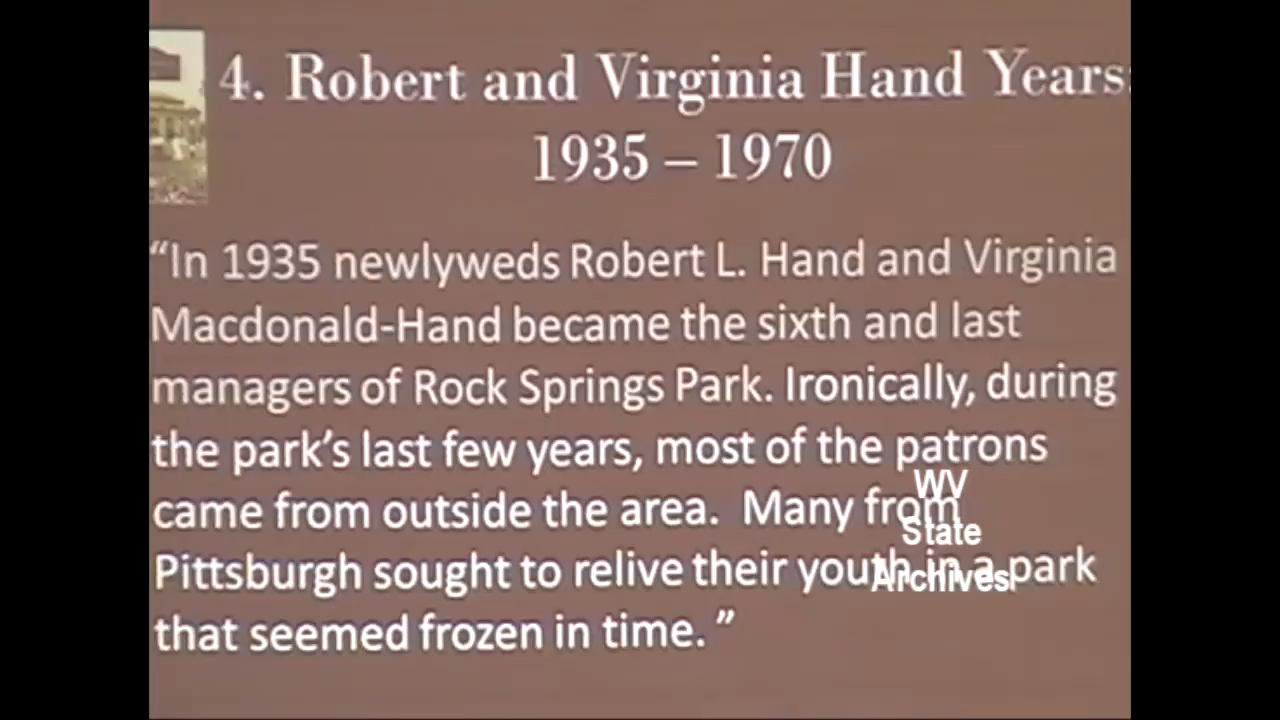 4. Robert and Virginia Hand Years:
1935 – 1970
“In 1935 newlyweds Robert L. Hand and Virginia
Macdonald-Hand became the sixth and last
managers of Rock Springs Park. Ironically, during
the park’s last few years, most of the patrons
came from outside the area.  Many from
Pittsburgh sought to relive their youth in a park
that seemed frozen in time. ”
WV
State
Archives